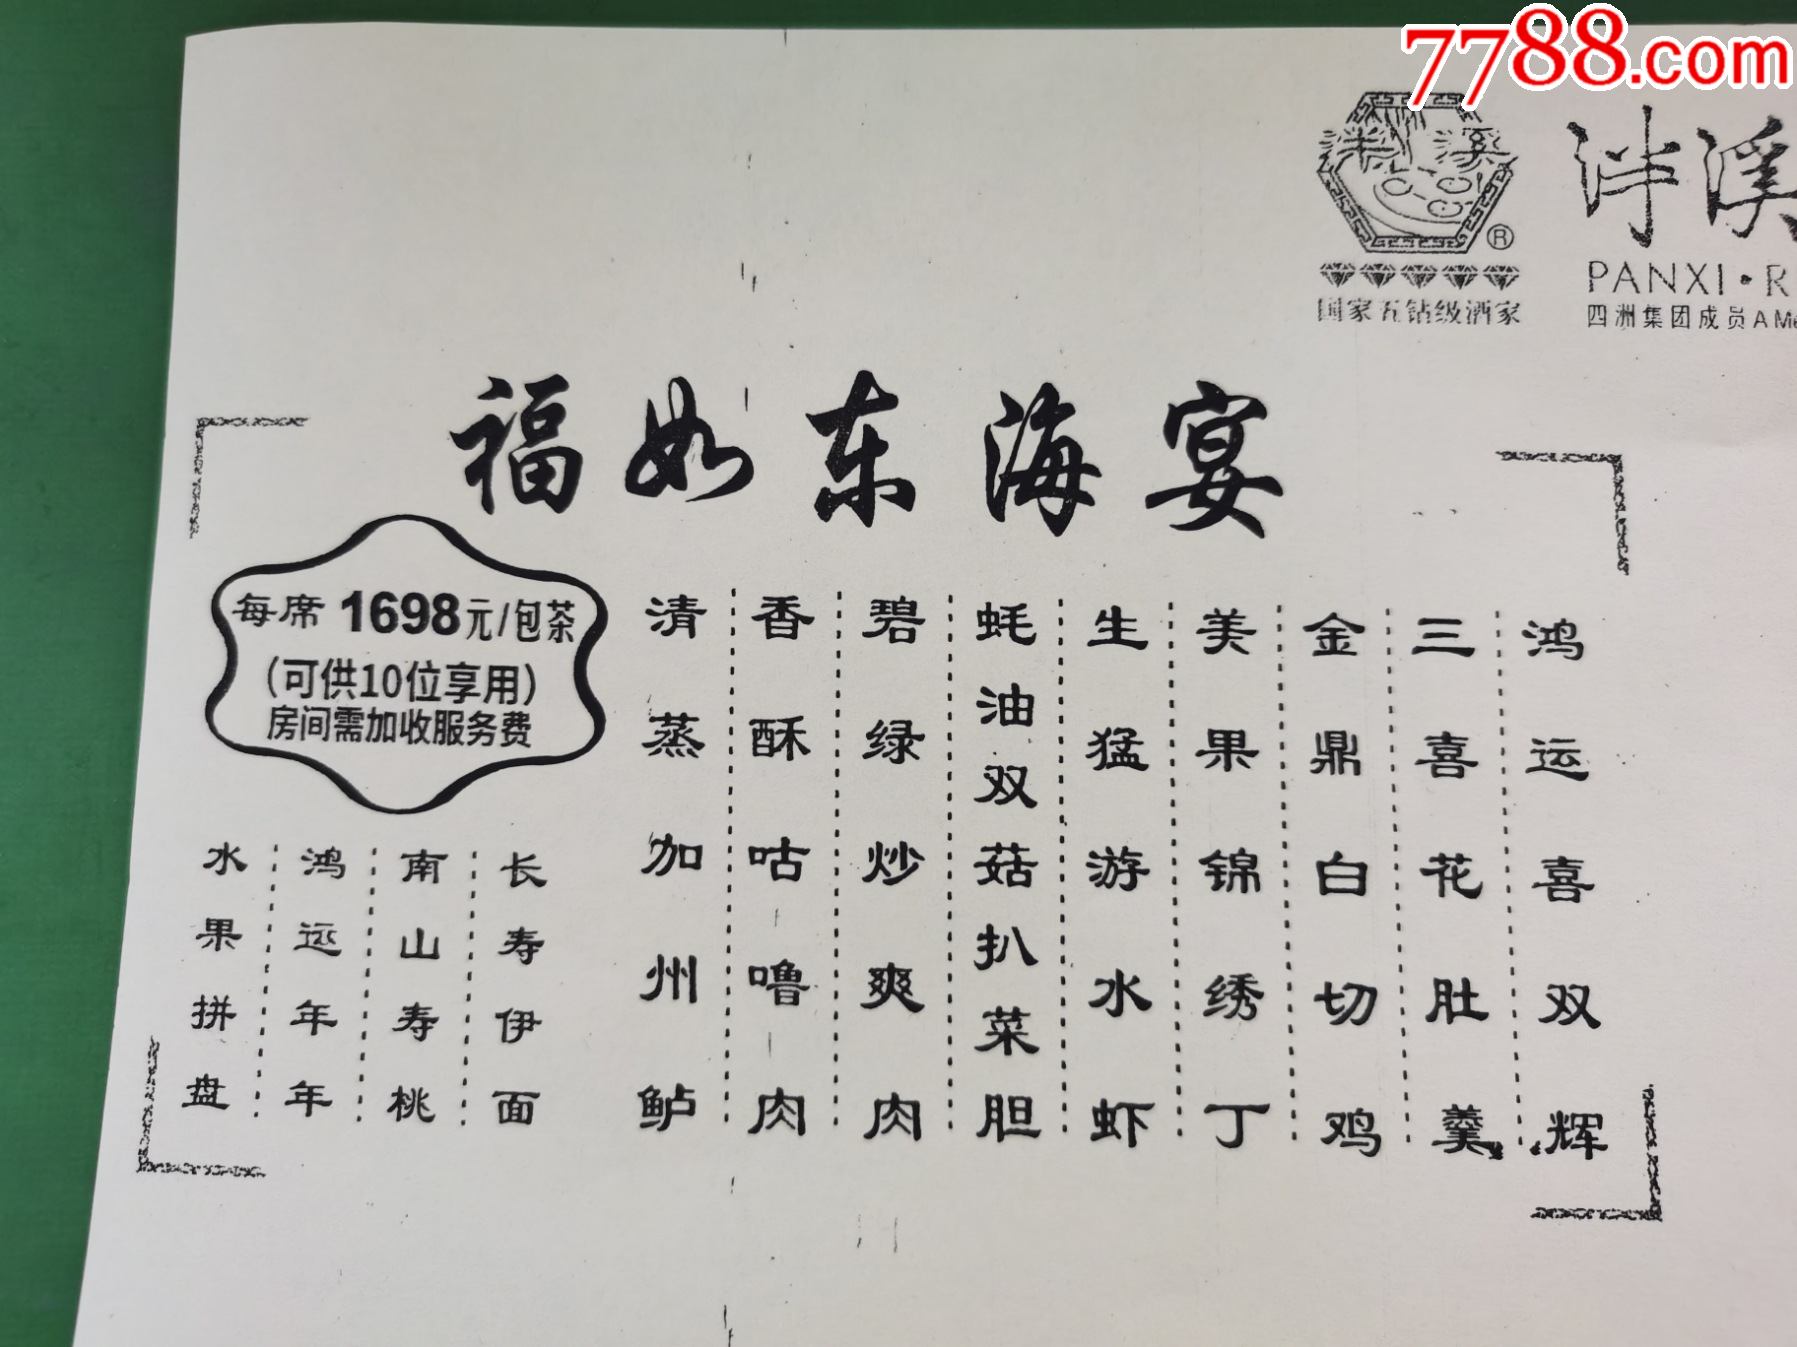 7788.com
泮溪
®
国家五钻级酒家
泮溪
PANXI·R
四洲集团成员A Me
福如东海宴
鸿运喜双辉
三喜花肚羹
金鼎白切鸡
美果锦绣丁
生猛游水虾
蚝油双菇扒菜胆
碧绿炒爽肉
香酥咕噜肉
清蒸加州鲈
每席 1698元/包茶
(可供10位享用)
房间需加收服务费
长寿伊面
南山寿桃
鸿运年年
水果拼盘